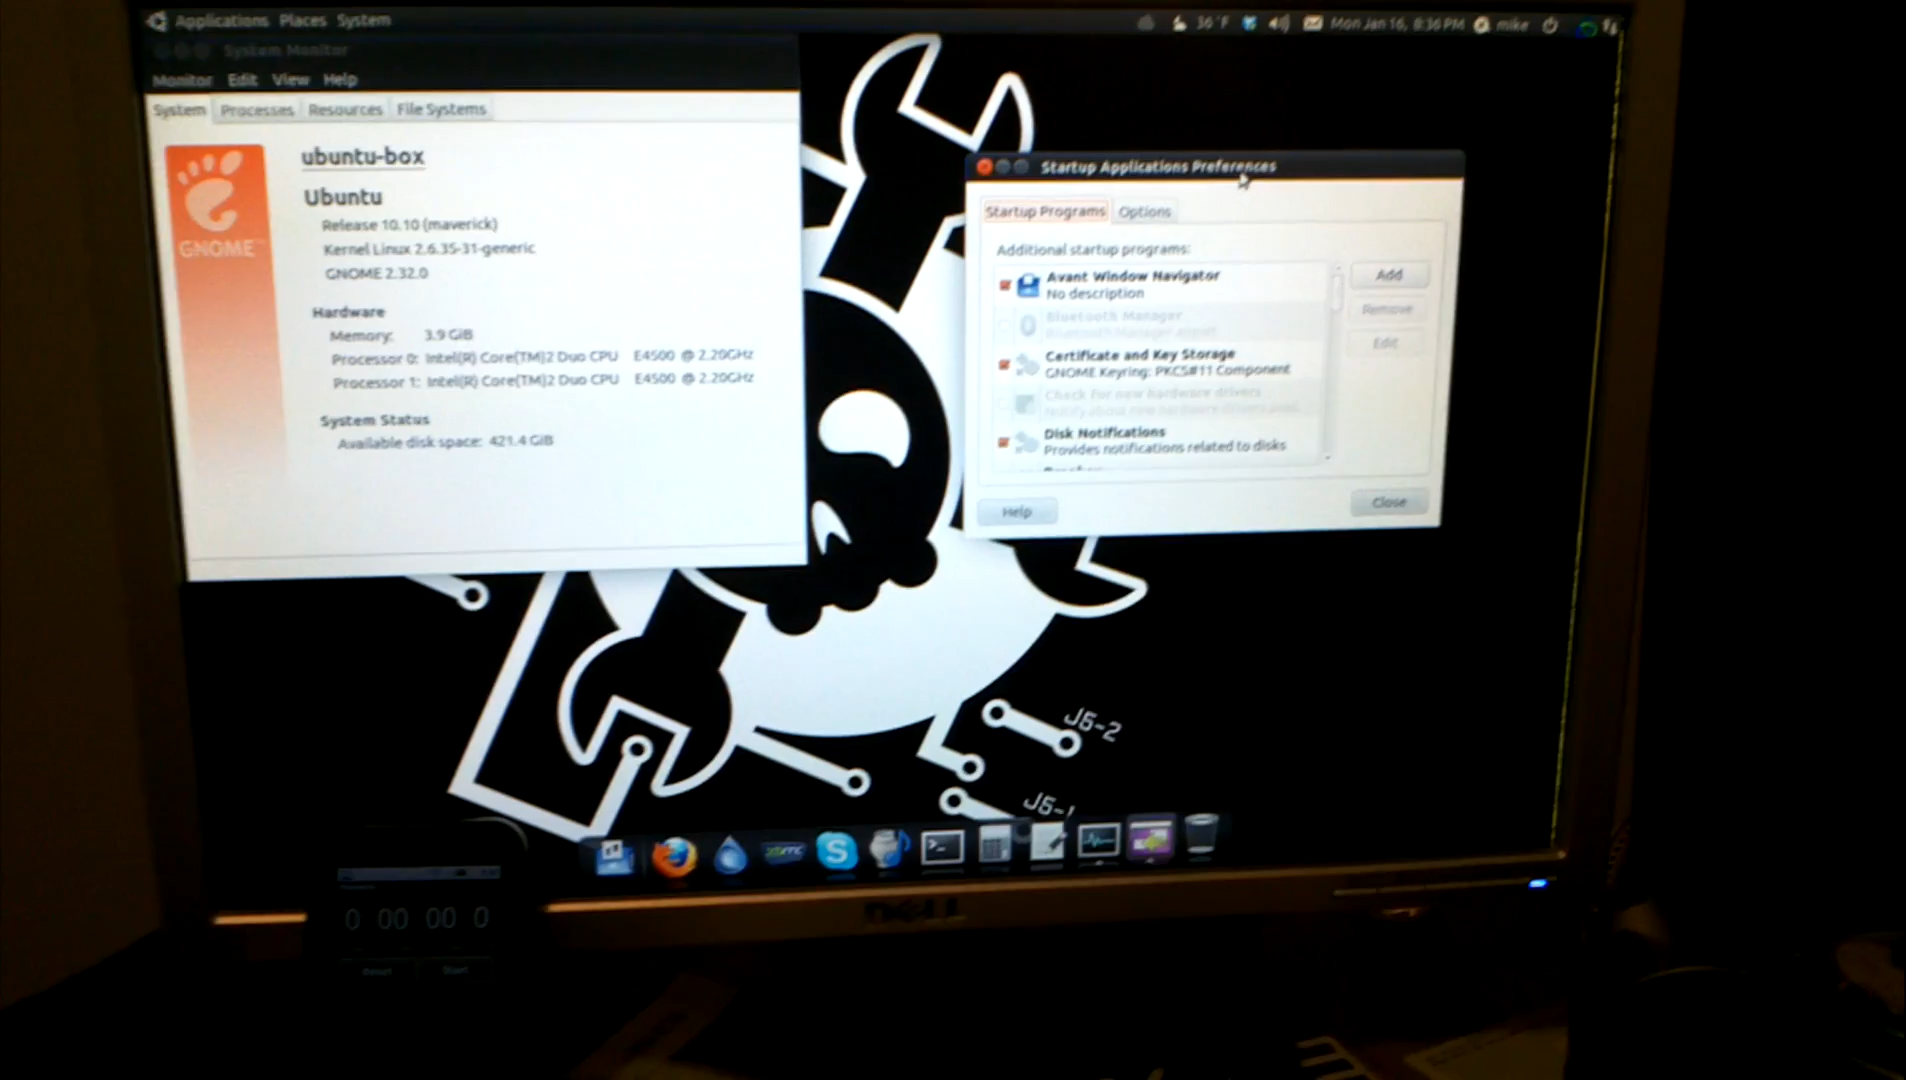 Applications Places System
36 °F Mon Jan 16, 8:36 PM mike
System Monitor
Monitor Edit View Help
System Processes Resources File Systems
ubuntu-box
Ubuntu
Release 10.10 (maverick)
Kernel Linux 2.6.35-31-generic
GNOME 2.32.0
GNOME
Hardware
Memory: 3.9 GiB
Processor 0: Intel(R) Core(TM)2 Duo CPU E4500 @ 2.20GHz
Processor 1: Intel(R) Core(TM)2 Duo CPU E4500 @ 2.20GHz
System Status
Available disk space: 421.4 GiB
Startup Applications Preferences
Startup Programs Options
Additional startup programs:
Avant Window Navigator
No description
Bluetooth Manager
Bluetooth Manager applet
Certificate and Key Storage
GNOME Keyring: PKCS#11 Component
Check for new hardware drivers
Notify about new hardware drivers
Disk Notifications
Provides notifications related to disks
Add
Remove
Edit
Help
Close
J6-2
J6-1
S
DELL
0 00 00 0
Reset Start